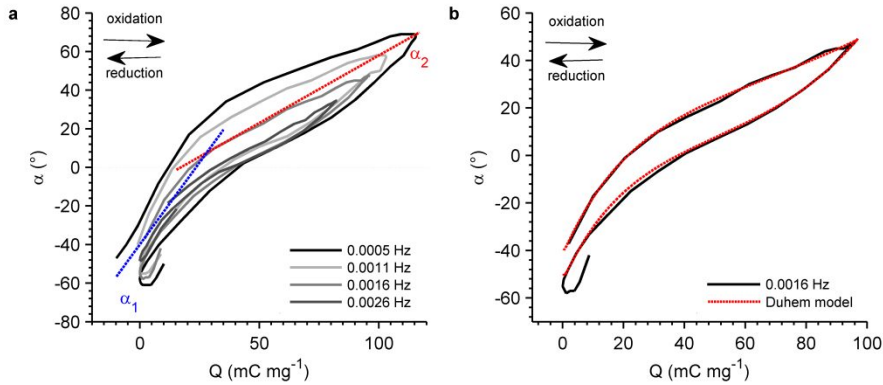 a
oxidation
reduction
α2
α1
80
60
40
20
0
-20
-40
-60
-80
α (°)
0.0005 Hz
0.0011 Hz
0.0016 Hz
0.0026 Hz
0 50 100
Q (mC mg⁻¹)
b
oxidation
reduction
60
40
20
0
-20
-40
-60
α (°)
0.0016 Hz
Duhem model
0 20 40 60 80 100
Q (mC mg⁻¹)